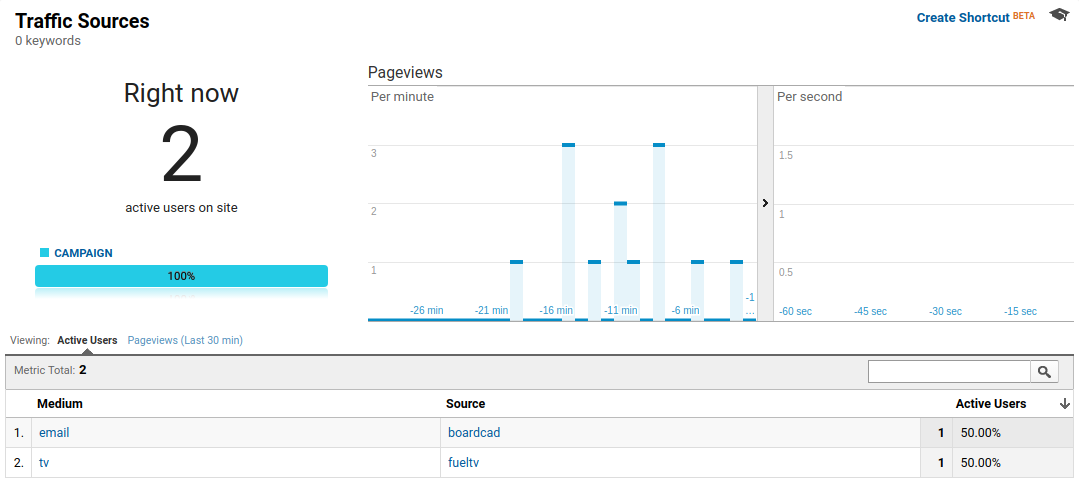 Traffic Sources
Create Shortcut BETA
0 keywords
Right now
2
active users on site
CAMPAIGN
100%
Pageviews
Per minute
3
2
1
-26 min
-21 min
-16 min
-11 min
-6 min
-1
...
Per second
1.5
1
0.5
-60 sec
-45 sec
-30 sec
-15 sec
Viewing: Active Users Pageviews (Last 30 min)
Metric Total: 2
Medium Source Active Users
1. email boardcad 1 50.00%
2. tv fueltv 1 50.00%